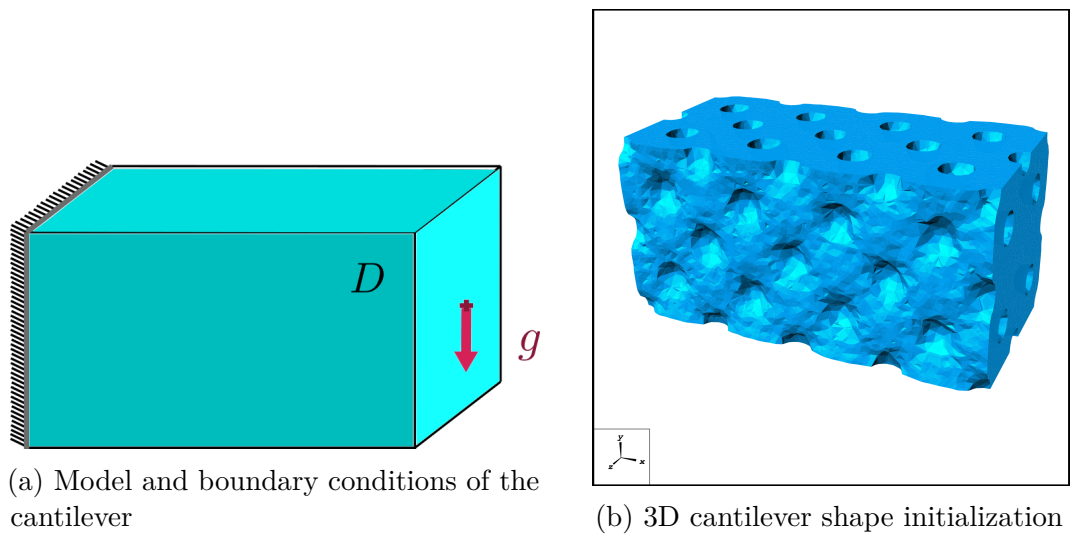 D
g
(a) Model and boundary conditions of the
cantilever
y
z
x
(b) 3D cantilever shape initialization